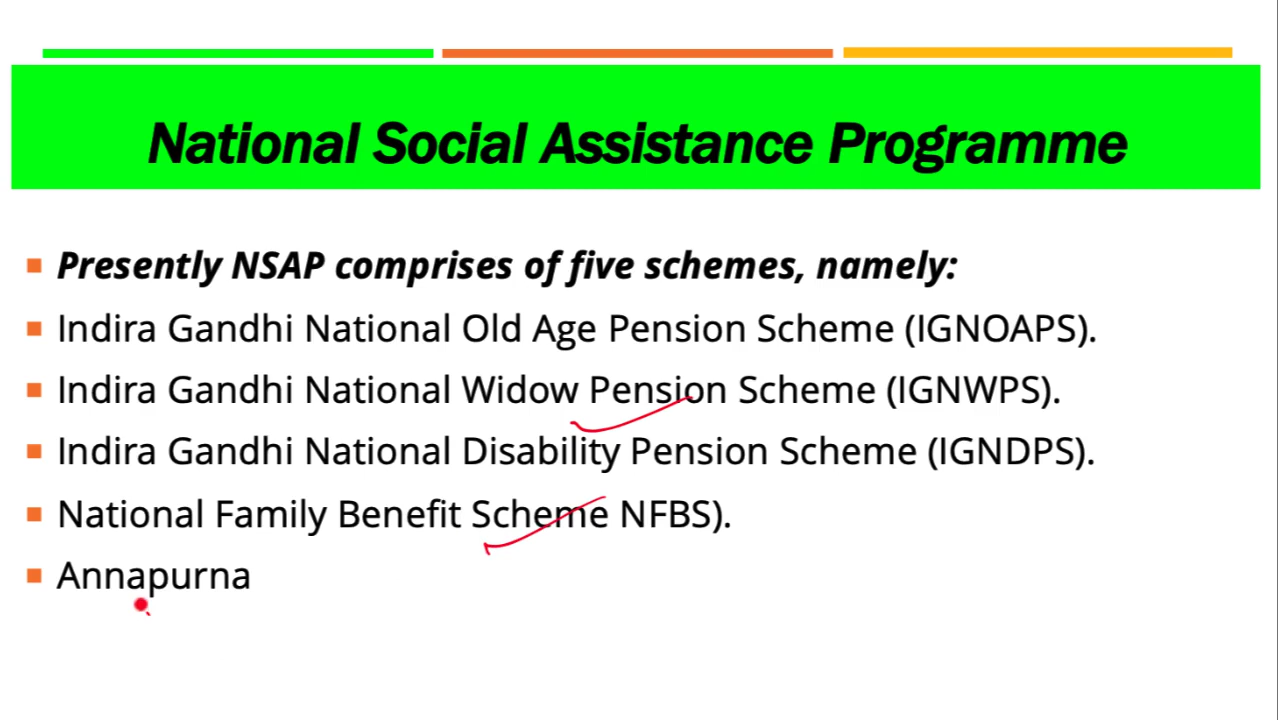 National Social Assistance Programme
Presently NSAP comprises of five schemes, namely:
Indira Gandhi National Old Age Pension Scheme (IGNOAPS).
Indira Gandhi National Widow Pension Scheme (IGNWPS).
Indira Gandhi National Disability Pension Scheme (IGNDPS).
National Family Benefit Scheme NFBS).
Annapurna